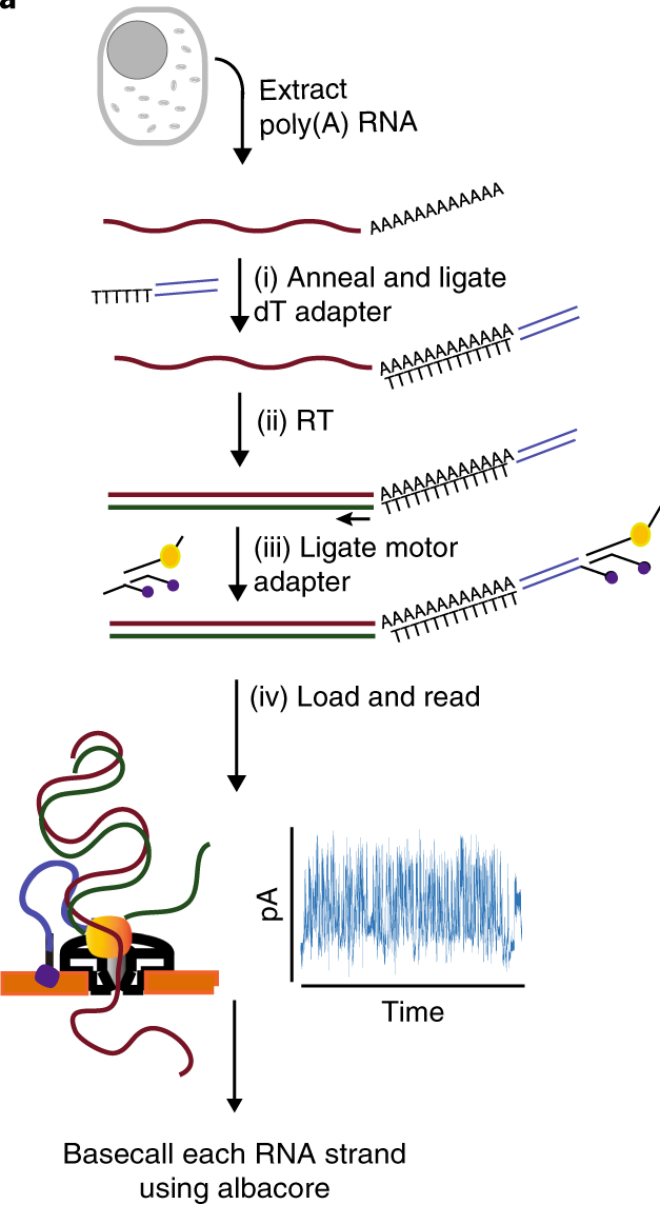 a
Extract
poly(A) RNA
AAAAAAAAAAAA
TTTTTT
(i) Anneal and ligate
dT adapter
AAAAAAAAAAAA
TTTTTTTTTTTT
(ii) RT
AAAAAAAAAAAA
TTTTTTTTTTTT
(iii) Ligate motor
adapter
AAAAAAAAAAAA
TTTTTTTTTTTT
(iv) Load and read
pA
Time
Basecall each RNA strand
using albacore